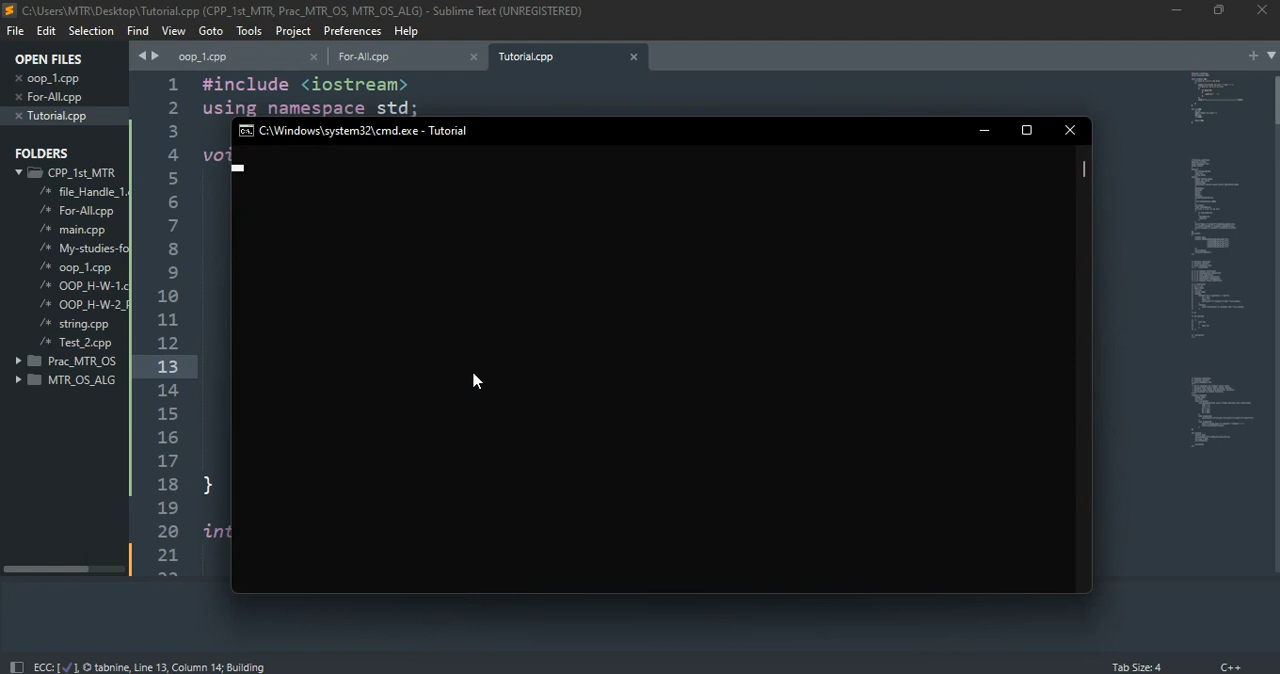 C:\Users\MTR\Desktop\Tutorial.cpp (CPP_1st_MTR, Prac_MTR_OS, MTR_OS_ALG) - Sublime Text (UNREGISTERED)
File Edit Selection Find View Goto Tools Project Preferences Help
OPEN FILES
oop_1.cpp
For-All.cpp
Tutorial.cpp
FOLDERS
CPP_1st_MTR
/* file_Handle_1.c
/* For-All.cpp
/* main.cpp
/* My-studies-fo
/* oop_1.cpp
/* OOP_H-W-1.c
/* OOP_H-W-2_F
/* string.cpp
/* Test_2.cpp
Prac_MTR_OS
MTR_OS_ALG
oop_1.cpp For-All.cpp Tutorial.cpp
1 #include <iostream>
2 using namespace std;
3
4 voi
5
6
7
8
9
10
11
12
13
14
15
16
17
18 }
19
20 int
21
22
C:\Windows\system32\cmd.exe - Tutorial
ECC: [✓], tabnine, Line 13, Column 14; Building
Tab Size: 4 C++